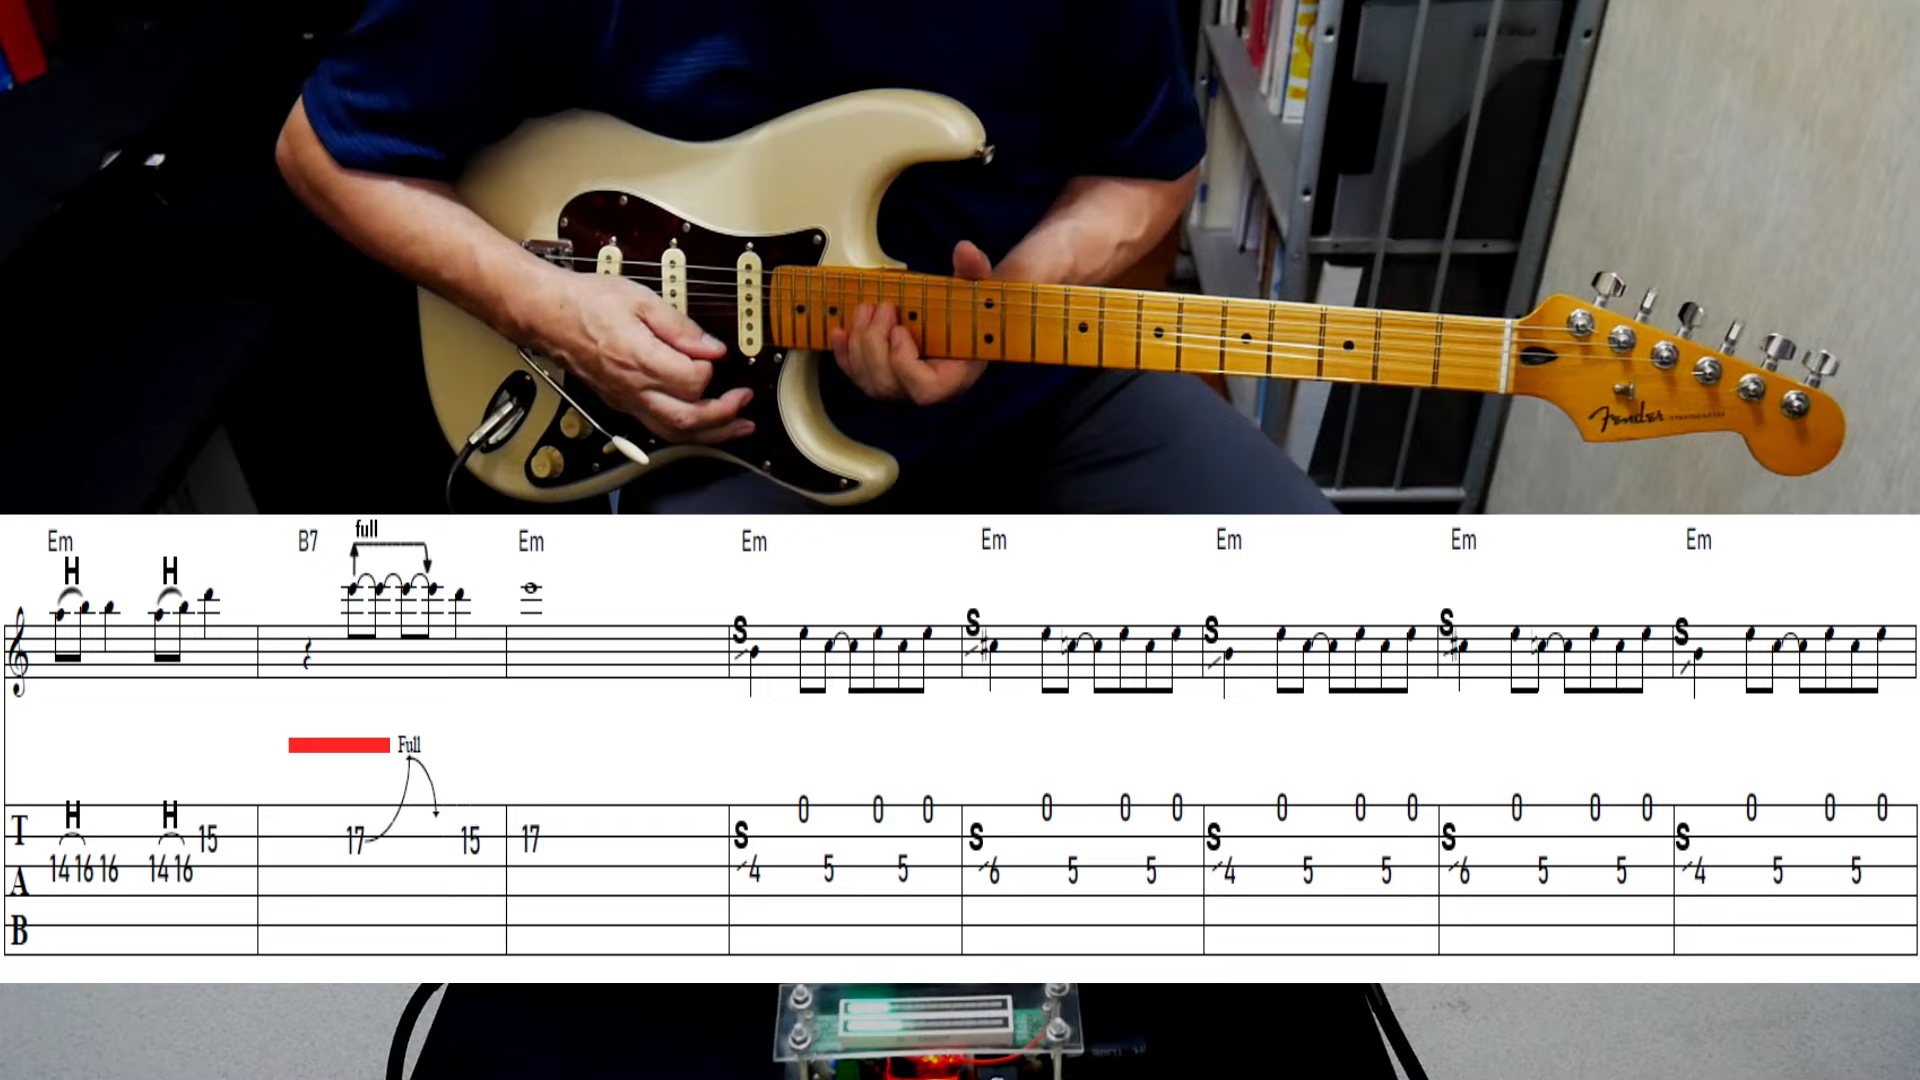 Fender
Em B7 full Em Em Em Em Em Em
H H
S S S S S
Full
H H
0 0 0 0 0 0 0 0 0 0 0 0 0 0 0
T 15 17 15 17 S S S S S
A 14 16 16 14 16 4 5 5 6 5 5 4 5 5 6 5 5 4 5 5
B